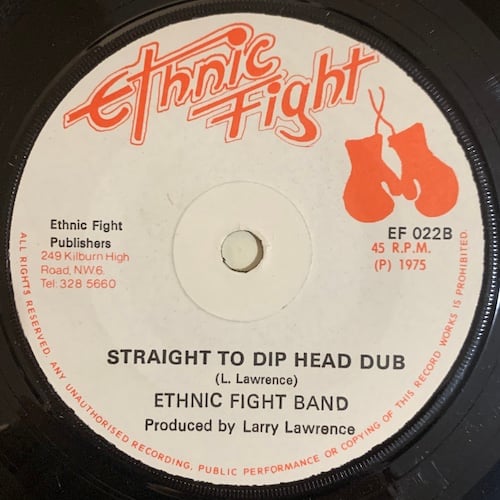 Ethnic
Fight
Ethnic Fight
Publishers
249 Kilburn High
Road, NW6.
Tel: 328 5660
EF 022B
45 R.P.M.
(P) 1975
STRAIGHT TO DIP HEAD DUB
(L. Lawrence)
ETHNIC FIGHT BAND
Produced by Larry Lawrence
ALL RIGHTS RESERVED. ANY UNAUTHORISED RECORDING, PUBLIC PERFORMANCE OR COPYING OF THIS RECORD WORKS IS PROHIBITED.